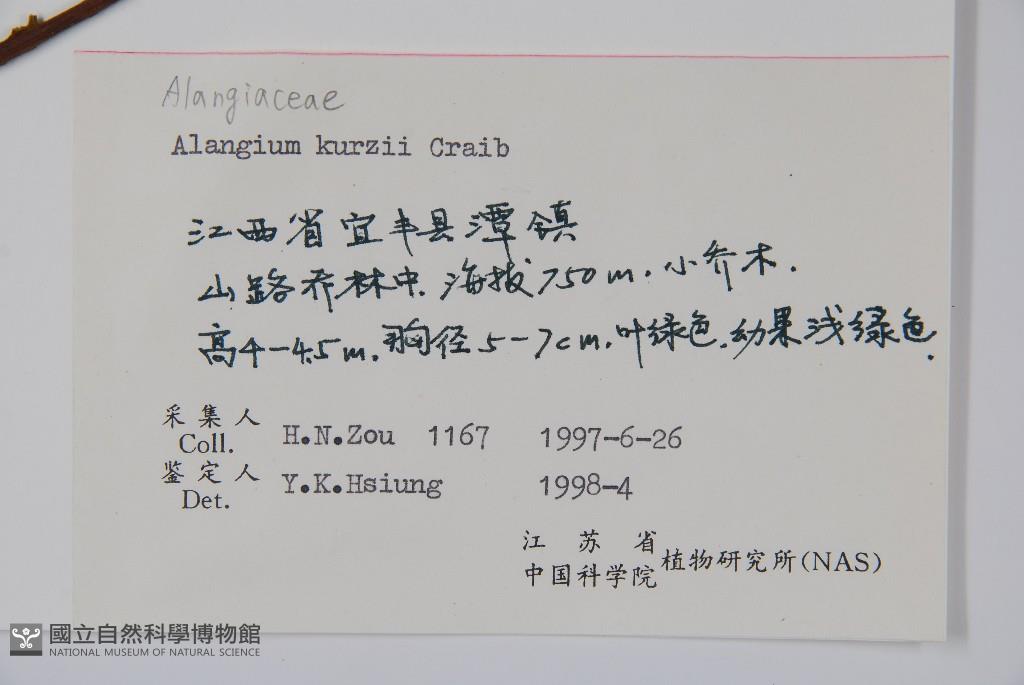 Alangiaceae
Alangium kurzii Craib
江西省宜丰县潭镇
山路乔林中. 海拔750m. 小乔木.
高4-4.5m. 胸径5-7cm. 叶绿色. 幼果浅绿色.
采集人 Coll. H.N.Zou 1167 1997-6-26
鉴定人 Det. Y.K.Hsiung 1998-4
江苏省
中国科学院 植物研究所(NAS)
國立自然科學博物館
NATIONAL MUSEUM OF NATURAL SCIENCE